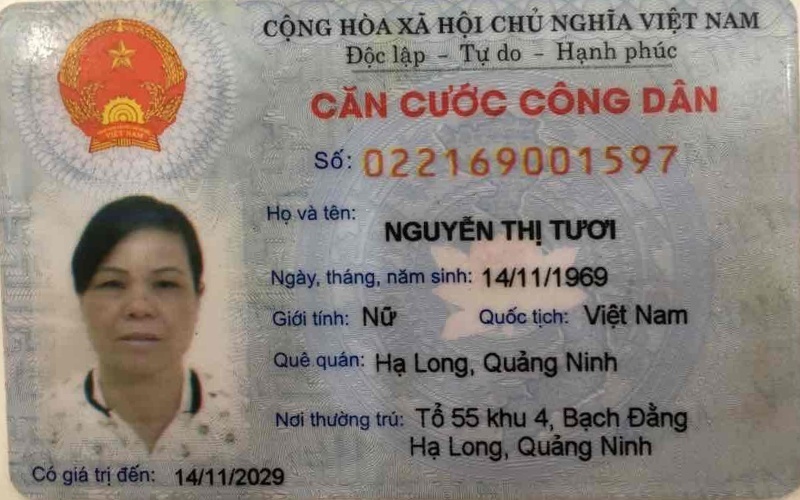 CỘNG HÒA XÃ HỘI CHỦ NGHĨA VIỆT NAM
Độc lập - Tự do - Hạnh phúc
CĂN CƯỚC CÔNG DÂN
Số: 022169001597
Họ và tên:
NGUYỄN THỊ TƯƠI
Ngày, tháng, năm sinh: 14/11/1969
Giới tính: Nữ Quốc tịch: Việt Nam
Quê quán: Hạ Long, Quảng Ninh
Nơi thường trú: Tổ 55 khu 4, Bạch Đằng
Hạ Long, Quảng Ninh
Có giá trị đến: 14/11/2029
VIỆT NAM